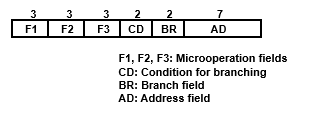 3 3 3 2 2 7
F1 F2 F3 CD BR AD
F1, F2, F3: Microoperation fields
CD: Condition for branching
BR: Branch field
AD: Address field